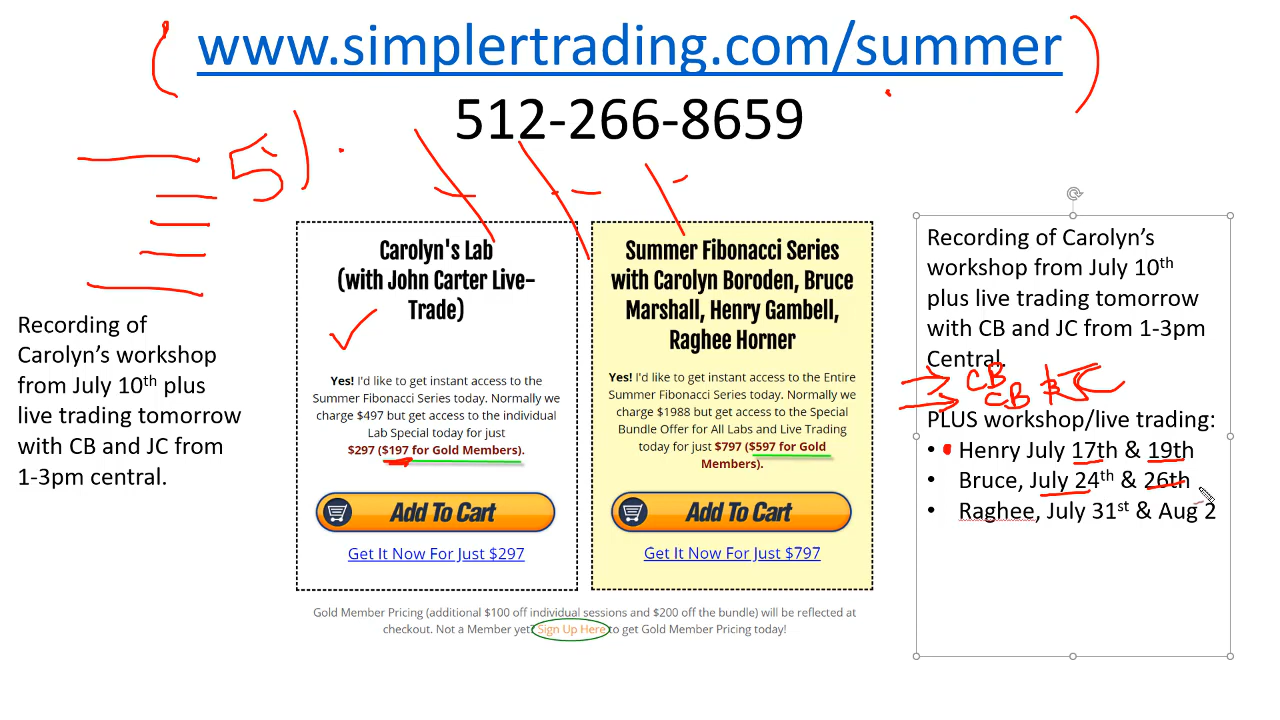 www.simplertrading.com/summer
512-266-8659
5%
Recording of
Carolyn's workshop
from July 10th plus
live trading tomorrow
with CB and JC from
1-3pm central.
Carolyn's Lab
(with John Carter Live-
Trade)
Yes! I'd like to get instant access to the
Summer Fibonacci Series today. Normally we
charge $497 but get access to the individual
Lab Special today for just
$297 ($197 for Gold Members).
Add To Cart
Get It Now For Just $297
Summer Fibonacci Series
with Carolyn Boroden, Bruce
Marshall, Henry Gambell,
Raghee Horner
Yes! I'd like to get instant access to the Entire
Summer Fibonacci Series today. Normally we
charge $1988 but get access to the Special
Bundle Offer for All Labs and Live Trading
today for just $797 ($597 for Gold
Members).
Add To Cart
Get It Now For Just $797
Gold Member Pricing (additional $100 off individual sessions and $200 off the bundle) will be reflected at
checkout. Not a Member yet? Sign Up Here to get Gold Member Pricing today!
Recording of Carolyn's
workshop from July 10th
plus live trading tomorrow
with CB and JC from 1-3pm
Central.
CB
CB & JC
PLUS workshop/live trading:
• Henry July 17th & 19th
• Bruce, July 24th & 26th
• Raghee, July 31st & Aug 2